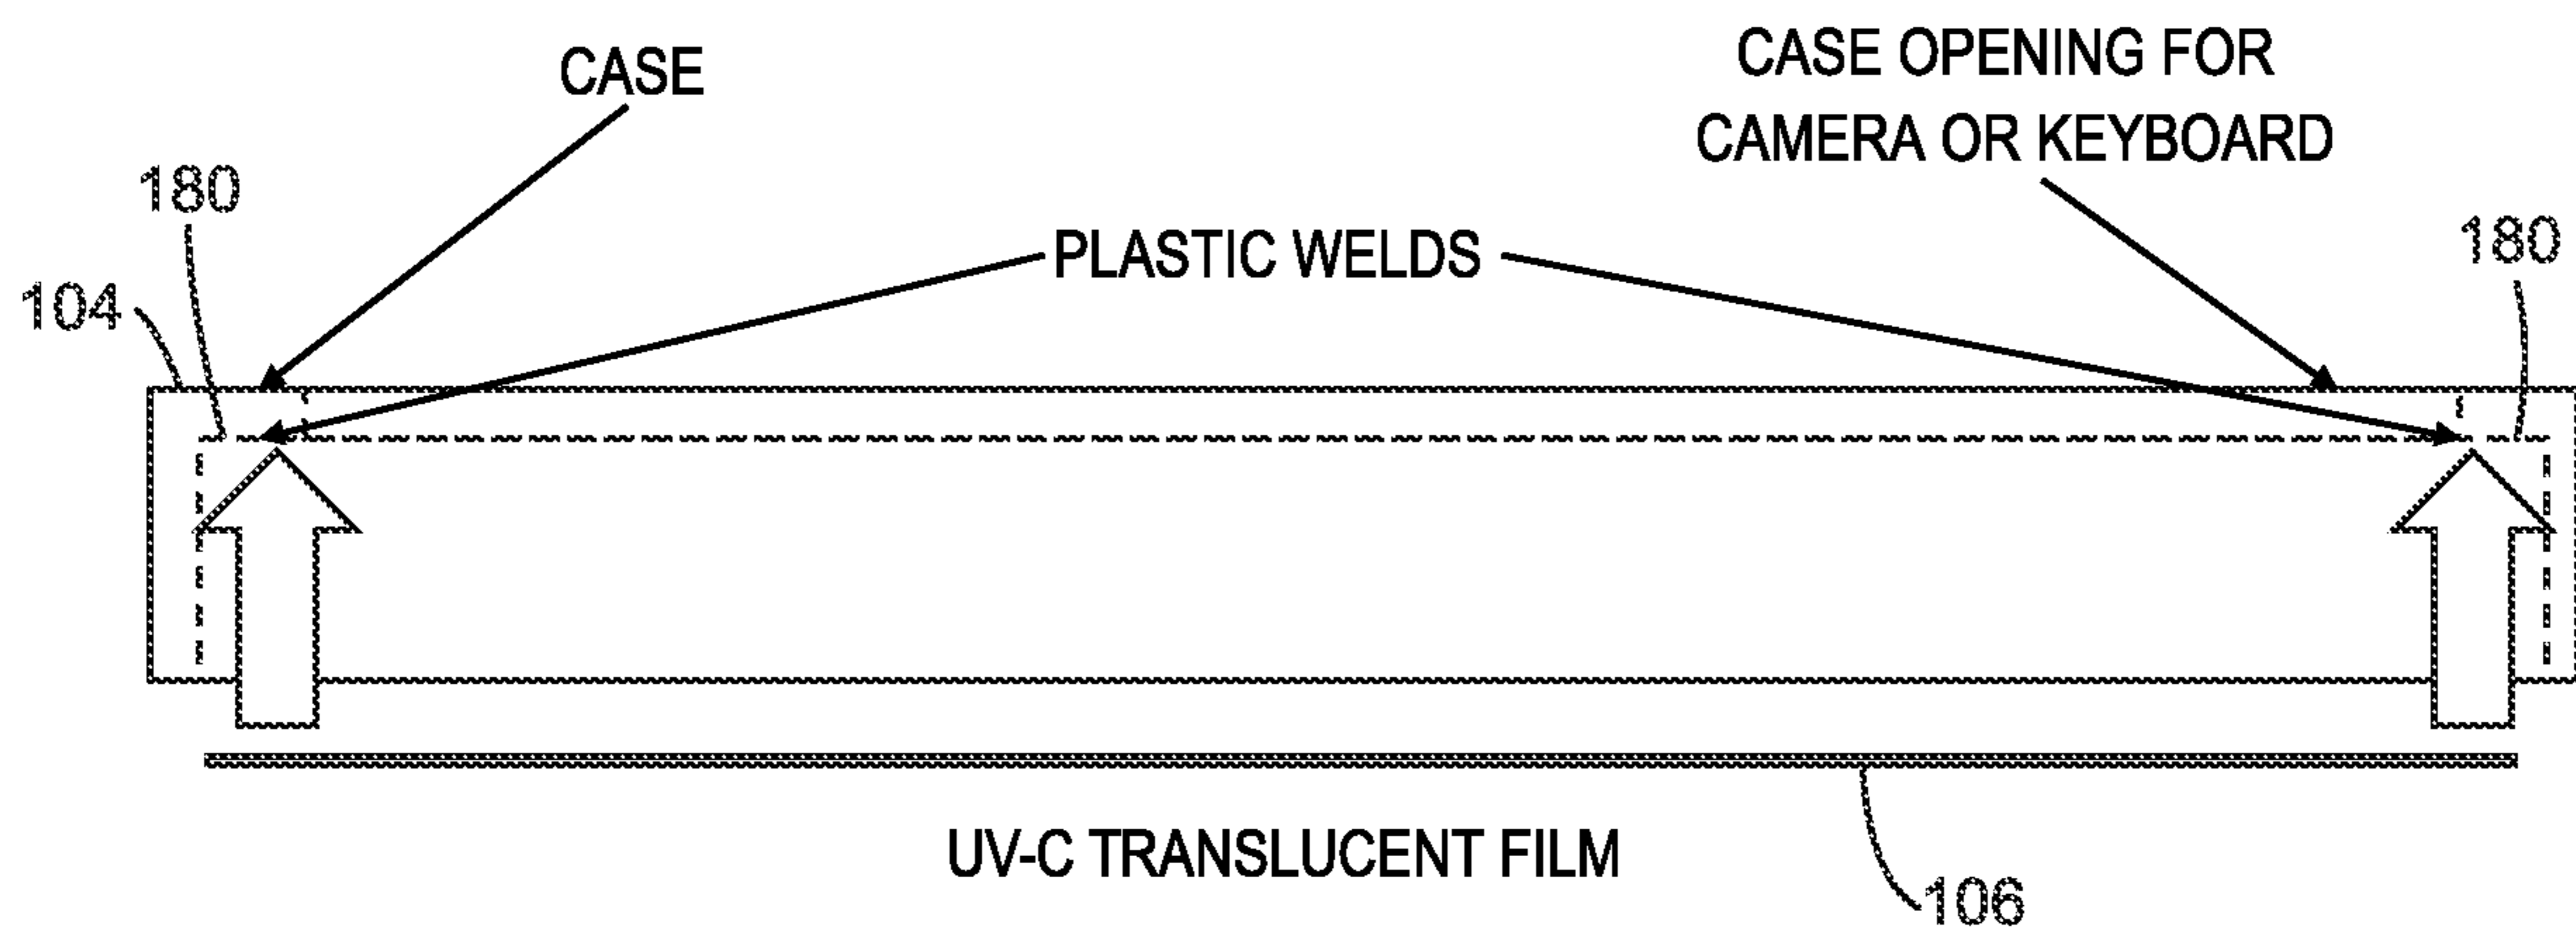 CASE
CASE OPENING FOR
CAMERA OR KEYBOARD
180
PLASTIC WELDS
180
104
UV-C TRANSLUCENT FILM
106